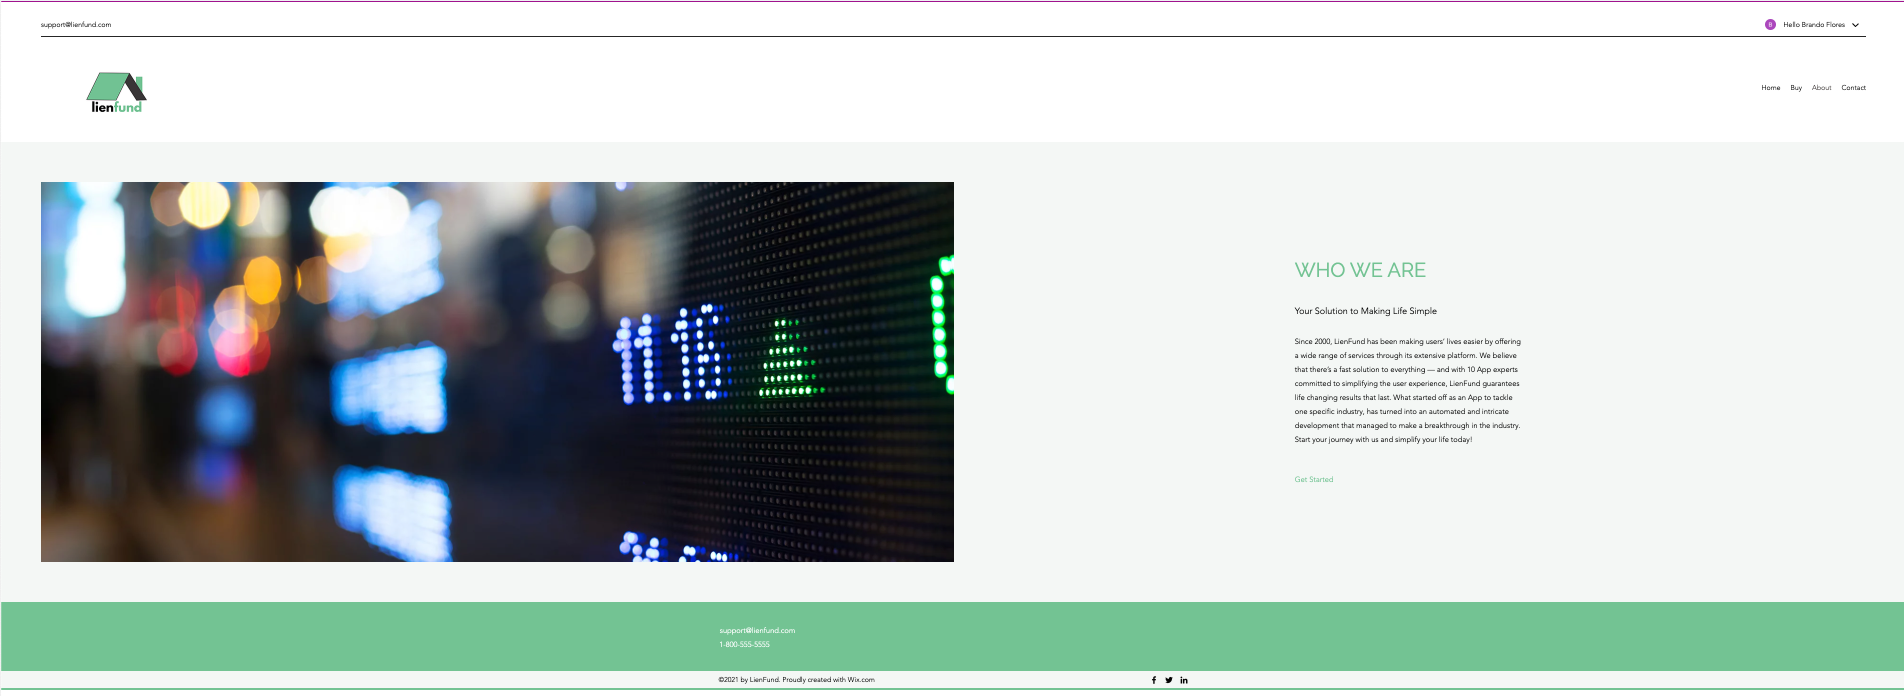 support@lienfund.com
B
Hello Brando Flores
lienfund
Home Buy About Contact
WHO WE ARE
Your Solution to Making Life Simple
Since 2000, LienFund has been making users' lives easier by offering
a wide range of services through its extensive platform. We believe
that there's a fast solution to everything — and with 10 App experts
committed to simplifying the user experience, LienFund guarantees
life changing results that last. What started off as an App to tackle
one specific industry, has turned into an automated and intricate
development that managed to make a breakthrough in the industry.
Start your journey with us and simplify your life today!
Get Started
support@lienfund.com
1-800-555-5555
©2021 by LienFund. Proudly created with Wix.com